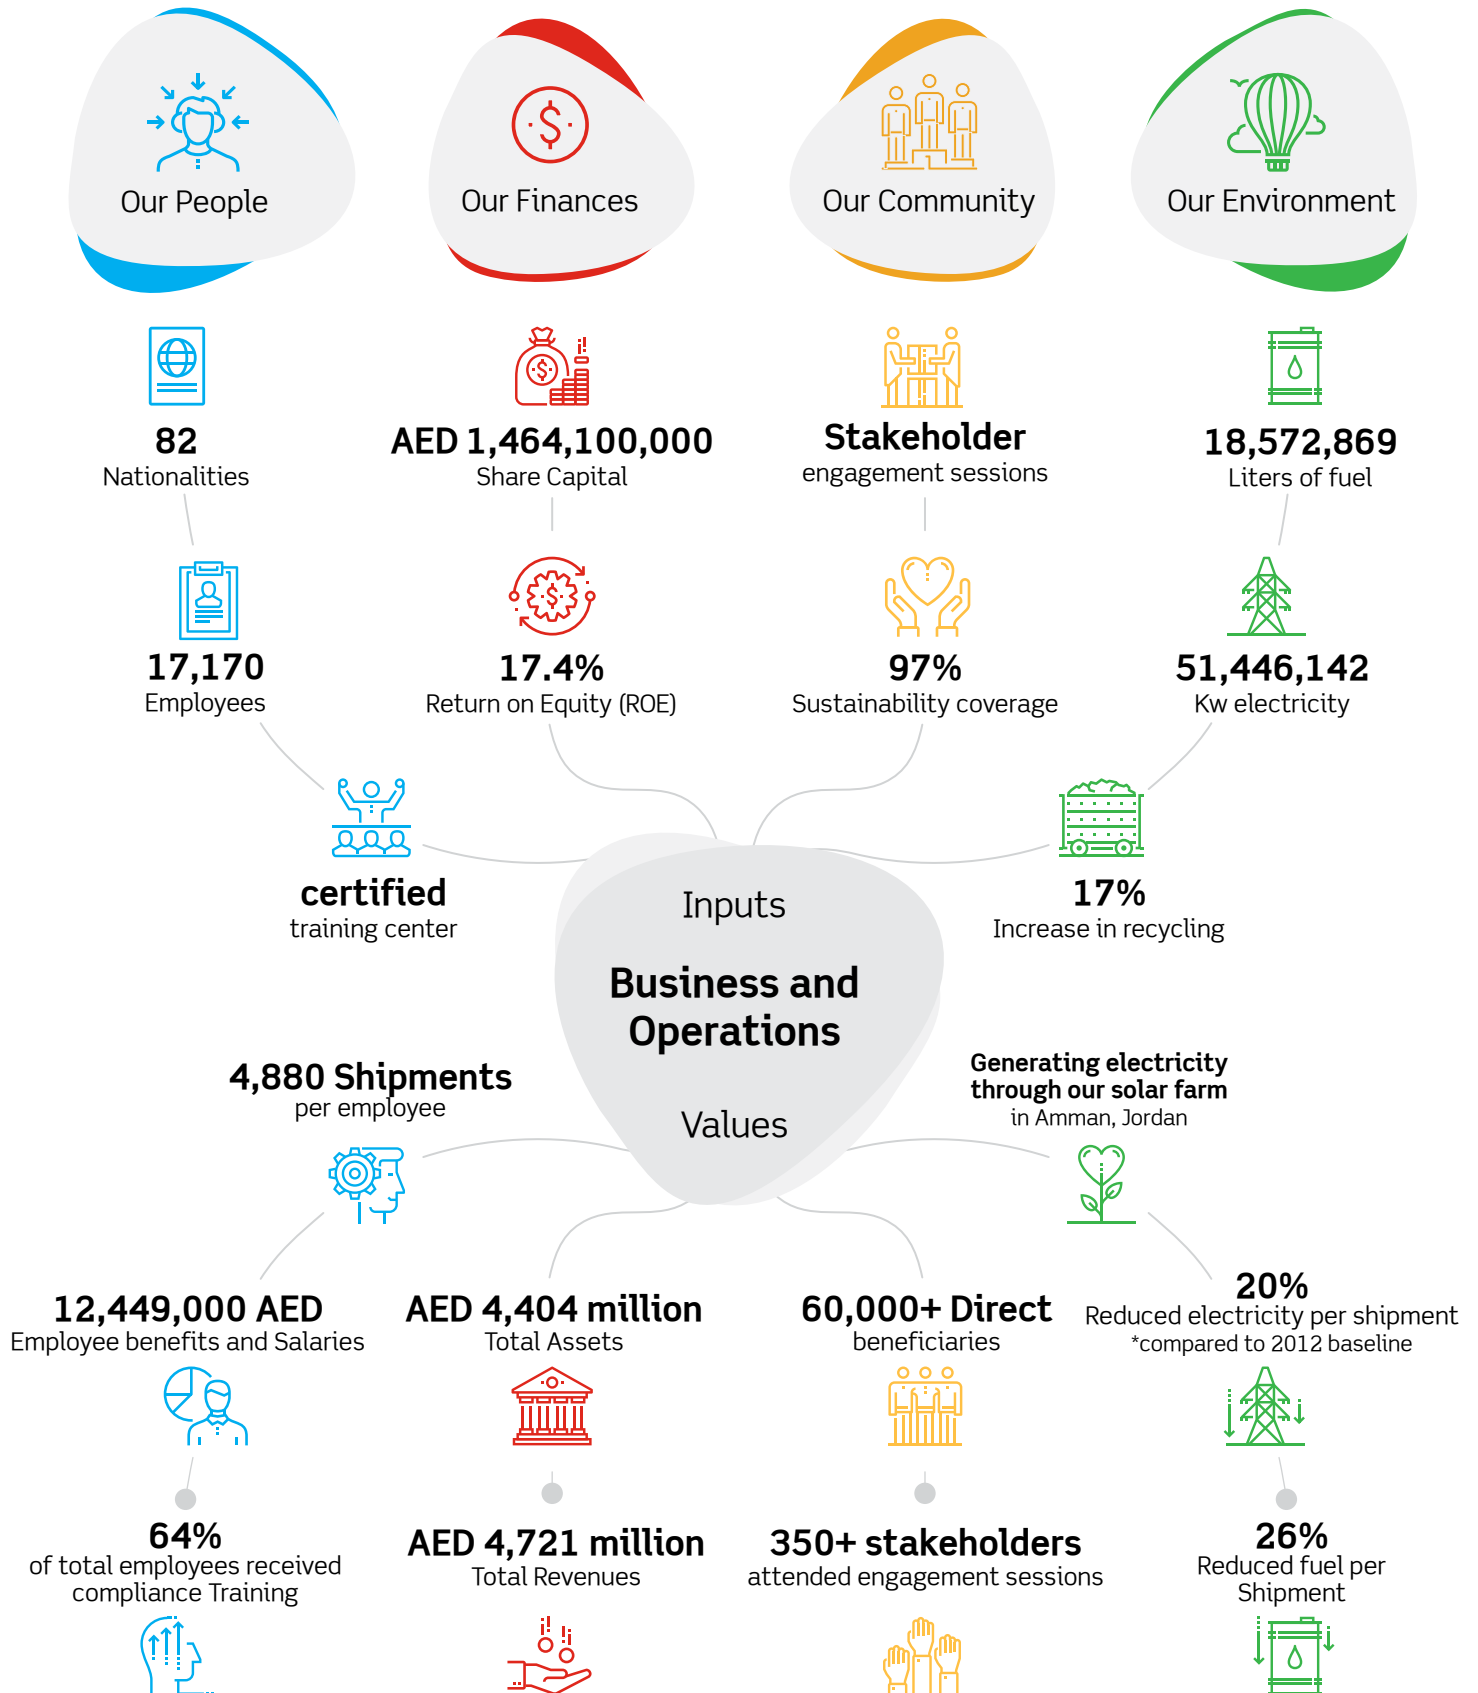 Our People
Our Finances
Our Community
Our Environment
82
Nationalities
AED 1,464,100,000
Share Capital
Stakeholder
engagement sessions
18,572,869
Liters of fuel
17,170
Employees
17.4%
Return on Equity (ROE)
97%
Sustainability coverage
51,446,142
Kw electricity
certified
training center
17%
Increase in recycling
Inputs
Business and
Operations
Values
4,880 Shipments
per employee
Generating electricity
through our solar farm
in Amman, Jordan
12,449,000 AED
Employee benefits and Salaries
AED 4,404 million
Total Assets
60,000+ Direct
beneficiaries
20%
Reduced electricity per shipment
*compared to 2012 baseline
64%
of total employees received
compliance Training
AED 4,721 million
Total Revenues
350+ stakeholders
attended engagement sessions
26%
Reduced fuel per
Shipment